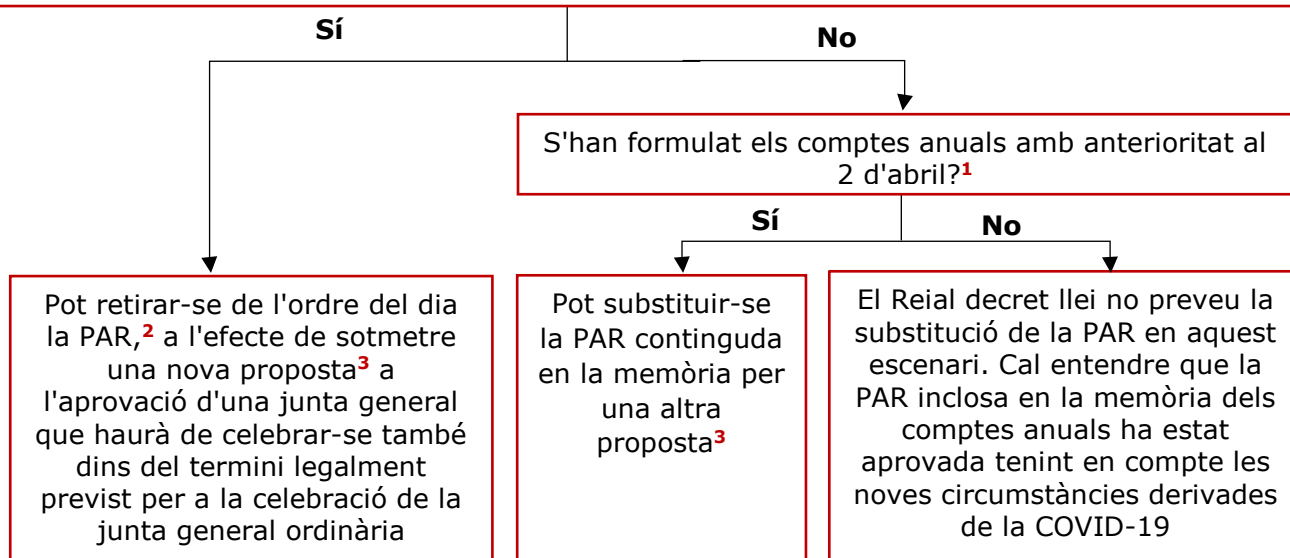 Sí
No
S'han formulat els comptes anuals amb anterioritat al
2 d'abril?1
Sí
No
Pot retirar-se de l'ordre del dia
la PAR,2 a l'efecte de sotmetre
una nova proposta3 a
l'aprovació d'una junta general
que haurà de celebrar-se també
dins del termini legalment
previst per a la celebració de la
junta general ordinària
Pot substituir-se
la PAR continguda
en la memòria per
una altra
proposta3
El Reial decret llei no preveu la
substitució de la PAR en aquest
escenari. Cal entendre que la
PAR inclosa en la memòria dels
comptes anuals ha estat
aprovada tenint en compte les
noves circumstàncies derivades
de la COVID-19